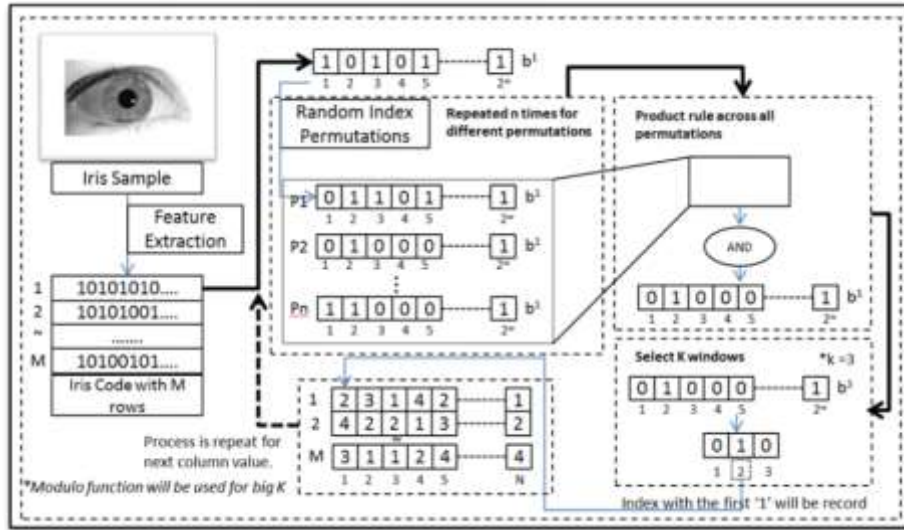 Iris Sample
Feature
Extraction
1 10101010....
2 10101001....
~ .......
M 10100101....
Iris Code with M
rows
1 0 1 0 1 1 b¹
1 2 3 4 5
Random Index
Permutations
Repeated n times for
different permutations
P1 0 1 1 0 1 1
1 2 3 4 5
P2 0 1 0 0 0 1
1 2 3 4 5
Pn 1 1 0 0 0 1
1 2 3 4 5
Product rule across all
permutations
AND
0 1 0 0 0 1
1 2 3 4 5
Select K windows *k =3
0 1 0 0 0 1
1 2 3 4 5
0 1 0
1 2 3
Index with the first '1' will be record
1 2 3 1 4 2 1
2 4 2 2 1 3 2
~
M 3 1 1 2 4 4
1 2 3 4 5 N
Process is repeat for
next column value.
*Modulo function will be used for big K